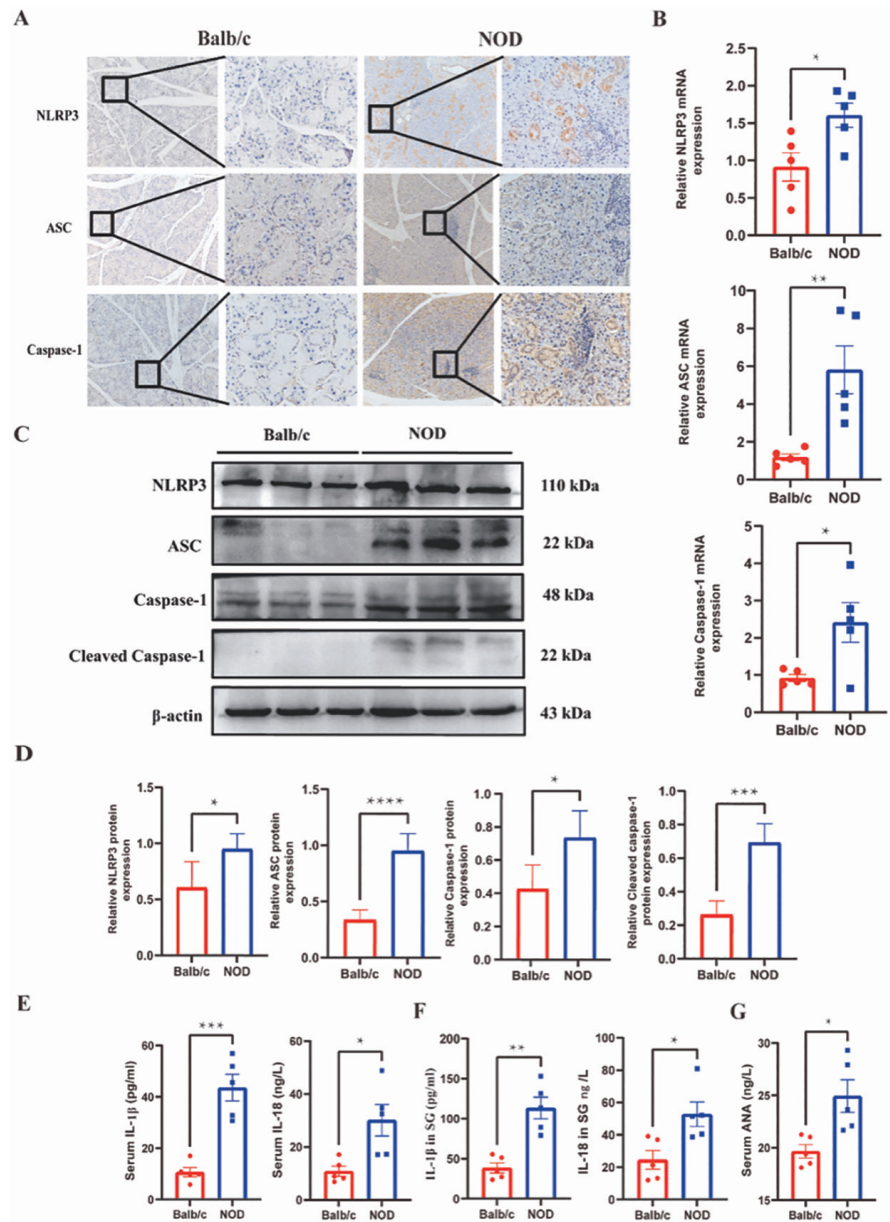 A
Balb/c
NOD
NLRP3
ASC
Caspase-1
B
Relative NLRP3 mRNA
expression
2.5
2.0
1.5
1.0
0.5
0.0
*
Balb/c
NOD
Relative ASC mRNA
expression
10
8
6
4
2
0
**
Balb/c
NOD
Relative Caspase-1 mRNA
expression
5
4
3
2
1
0
*
Balb/c
NOD
C
Balb/c
NOD
NLRP3
110 kDa
ASC
22 kDa
Caspase-1
48 kDa
Cleaved Caspase-1
22 kDa
β-actin
43 kDa
D
Relative NLRP3 protein
expression
1.5
1.0
0.5
0.0
*
Balb/c
NOD
Relative ASC protein
expression
1.5
1.0
0.5
0.0
****
Balb/c
NOD
Relative Caspase-1 protein
expression
1.0
0.8
0.6
0.4
0.2
0.0
*
Balb/c
NOD
Relative Cleaved caspase-1
protein expression
1.0
0.8
0.6
0.4
0.2
0.0
***
Balb/c
NOD
E
Serum IL-1β (pg/ml)
60
40
20
0
***
Balb/c
NOD
Serum IL-18 (ng/L)
60
40
20
0
*
Balb/c
NOD
F
IL-1β in SG (pg/ml)
150
100
50
0
**
Balb/c
NOD
IL-18 in SG ng /L
100
80
60
40
20
0
*
Balb/c
NOD
G
Serum ANA (ng/L)
30
25
20
15
*
Balb/c
NOD